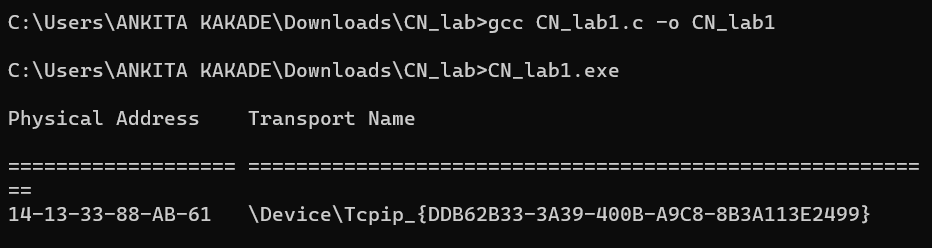 C:\Users\ANKITA KAKADE\Downloads\CN_lab>gcc CN_lab1.c -o CN_lab1
C:\Users\ANKITA KAKADE\Downloads\CN_lab>CN_lab1.exe
Physical Address    Transport Name
=================== ========================================================
==
14-13-33-88-AB-61   \Device\Tcpip_{DDB62B33-3A39-400B-A9C8-8B3A113E2499}